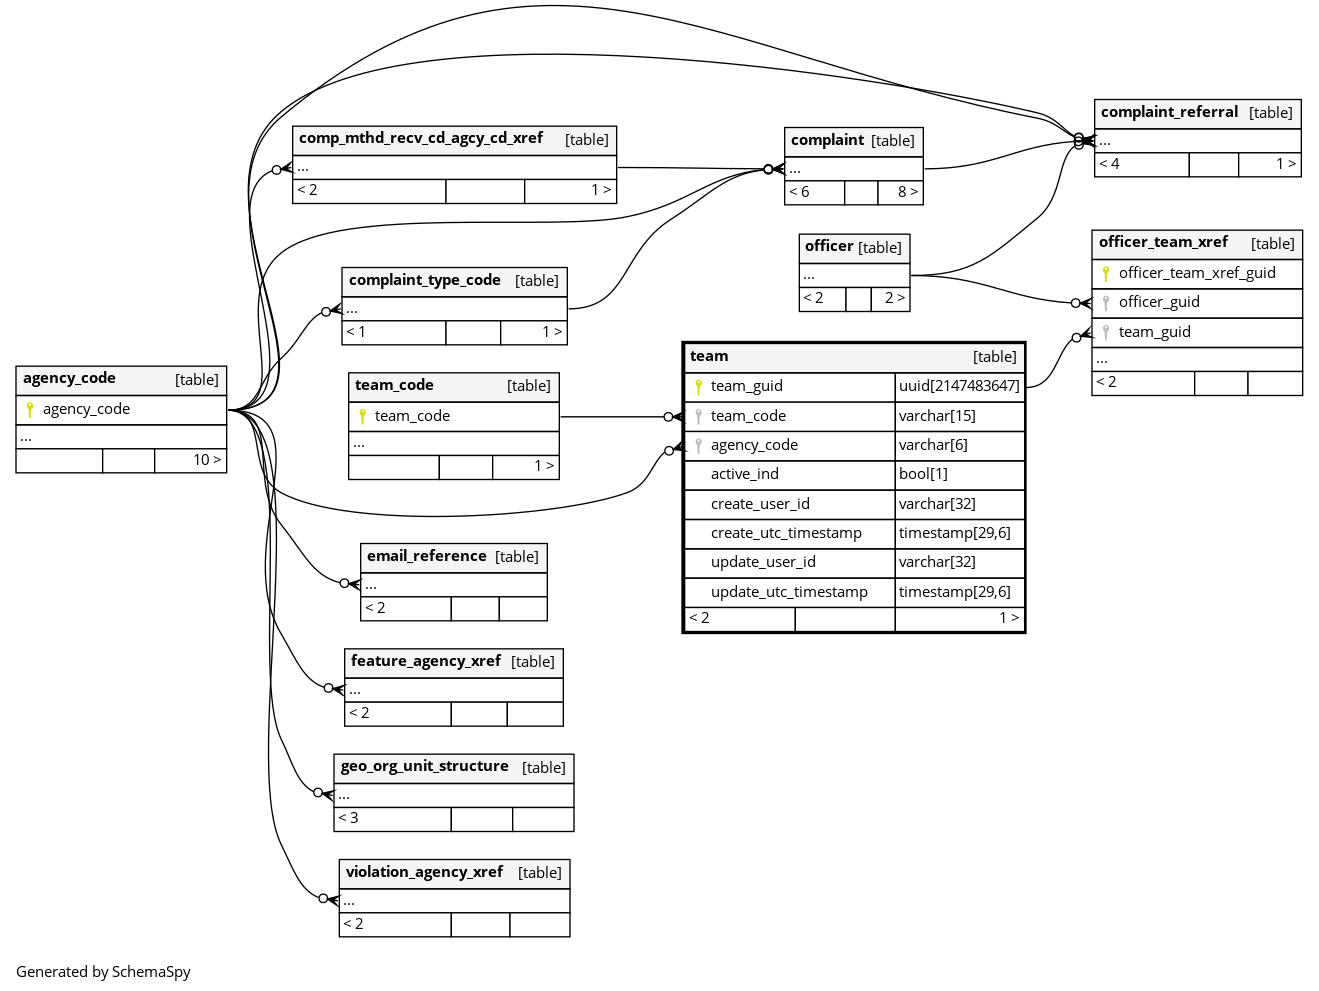 complaint_referral [table]
...
< 4 1 >
comp_mthd_recv_cd_agcy_cd_xref [table]
...
< 2 1 >
complaint [table]
...
< 6 8 >
officer [table]
...
< 2 2 >
officer_team_xref [table]
officer_team_xref_guid
officer_guid
team_guid
...
< 2
complaint_type_code [table]
...
< 1 1 >
agency_code [table]
agency_code
...
10 >
team_code [table]
team_code
...
1 >
team [table]
team_guid uuid[2147483647]
team_code varchar[15]
agency_code varchar[6]
active_ind bool[1]
create_user_id varchar[32]
create_utc_timestamp timestamp[29,6]
update_user_id varchar[32]
update_utc_timestamp timestamp[29,6]
< 2 1 >
email_reference [table]
...
< 2
feature_agency_xref [table]
...
< 2
geo_org_unit_structure [table]
...
< 3
violation_agency_xref [table]
...
< 2
Generated by SchemaSpy